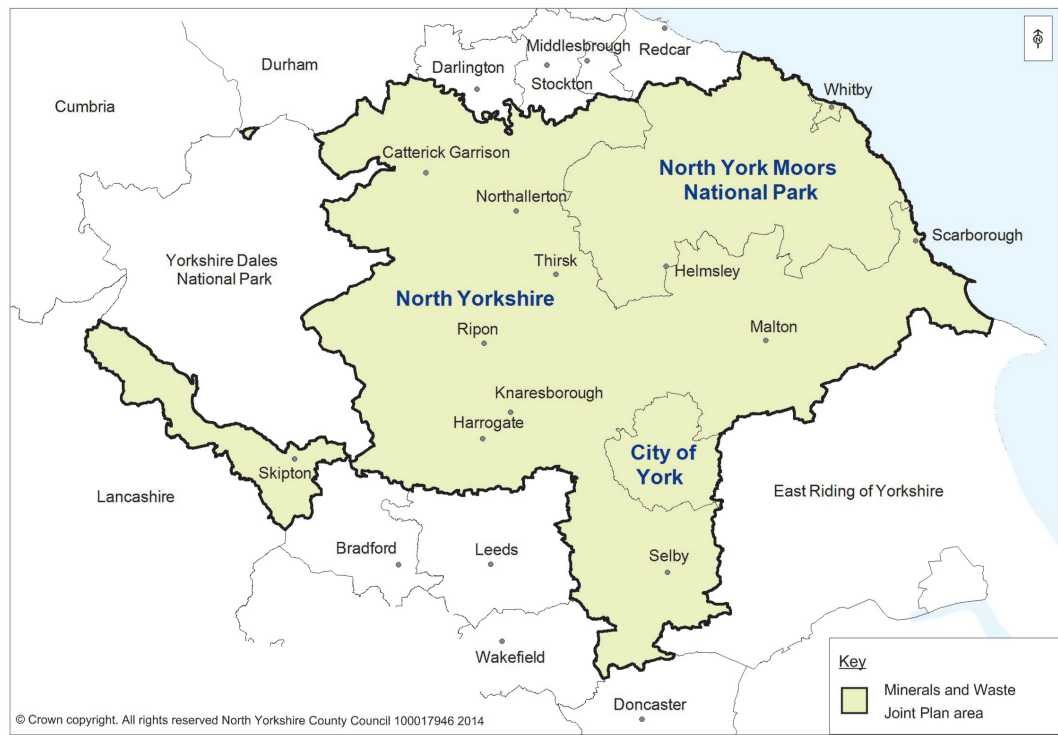 N
Middlesbrough
Redcar
Durham
Darlington
Stockton
Cumbria
Whitby
Catterick Garrison
North York Moors
National Park
Northallerton
Scarborough
Yorkshire Dales
National Park
Thirsk
Helmsley
North Yorkshire
Ripon
Malton
Knaresborough
Harrogate
City of
York
Skipton
Lancashire
East Riding of Yorkshire
Bradford
Leeds
Selby
Wakefield
Key
Minerals and Waste
Joint Plan area
Doncaster
© Crown copyright. All rights reserved North Yorkshire County Council 100017946 2014